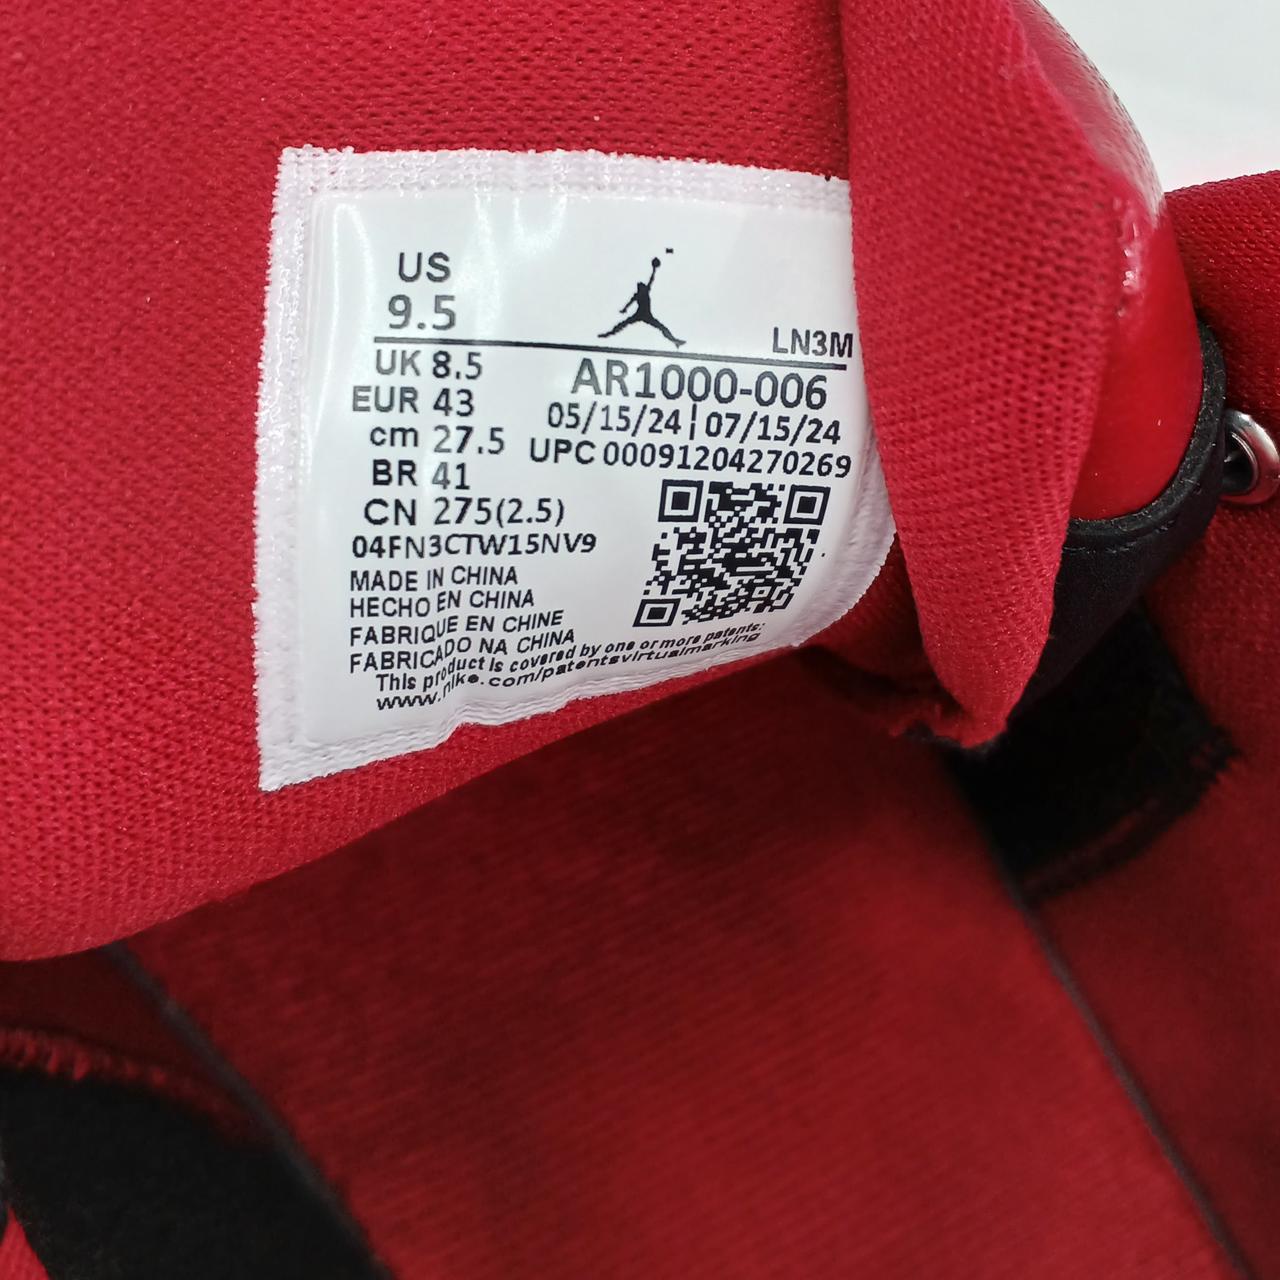 US
9.5
LN3M
UK 8.5
EUR 43
cm 27.5
BR 41
CN 275(2.5)
AR1000-006
05/15/24 | 07/15/24
UPC 00091204270269
04FN3CTW15NV9
MADE IN CHINA
HECHO EN CHINA
FABRIQUE EN CHINE
FABRICADO NA CHINA
This product is covered by one or more patents:
www.nike.com/patentsvirtualmarking